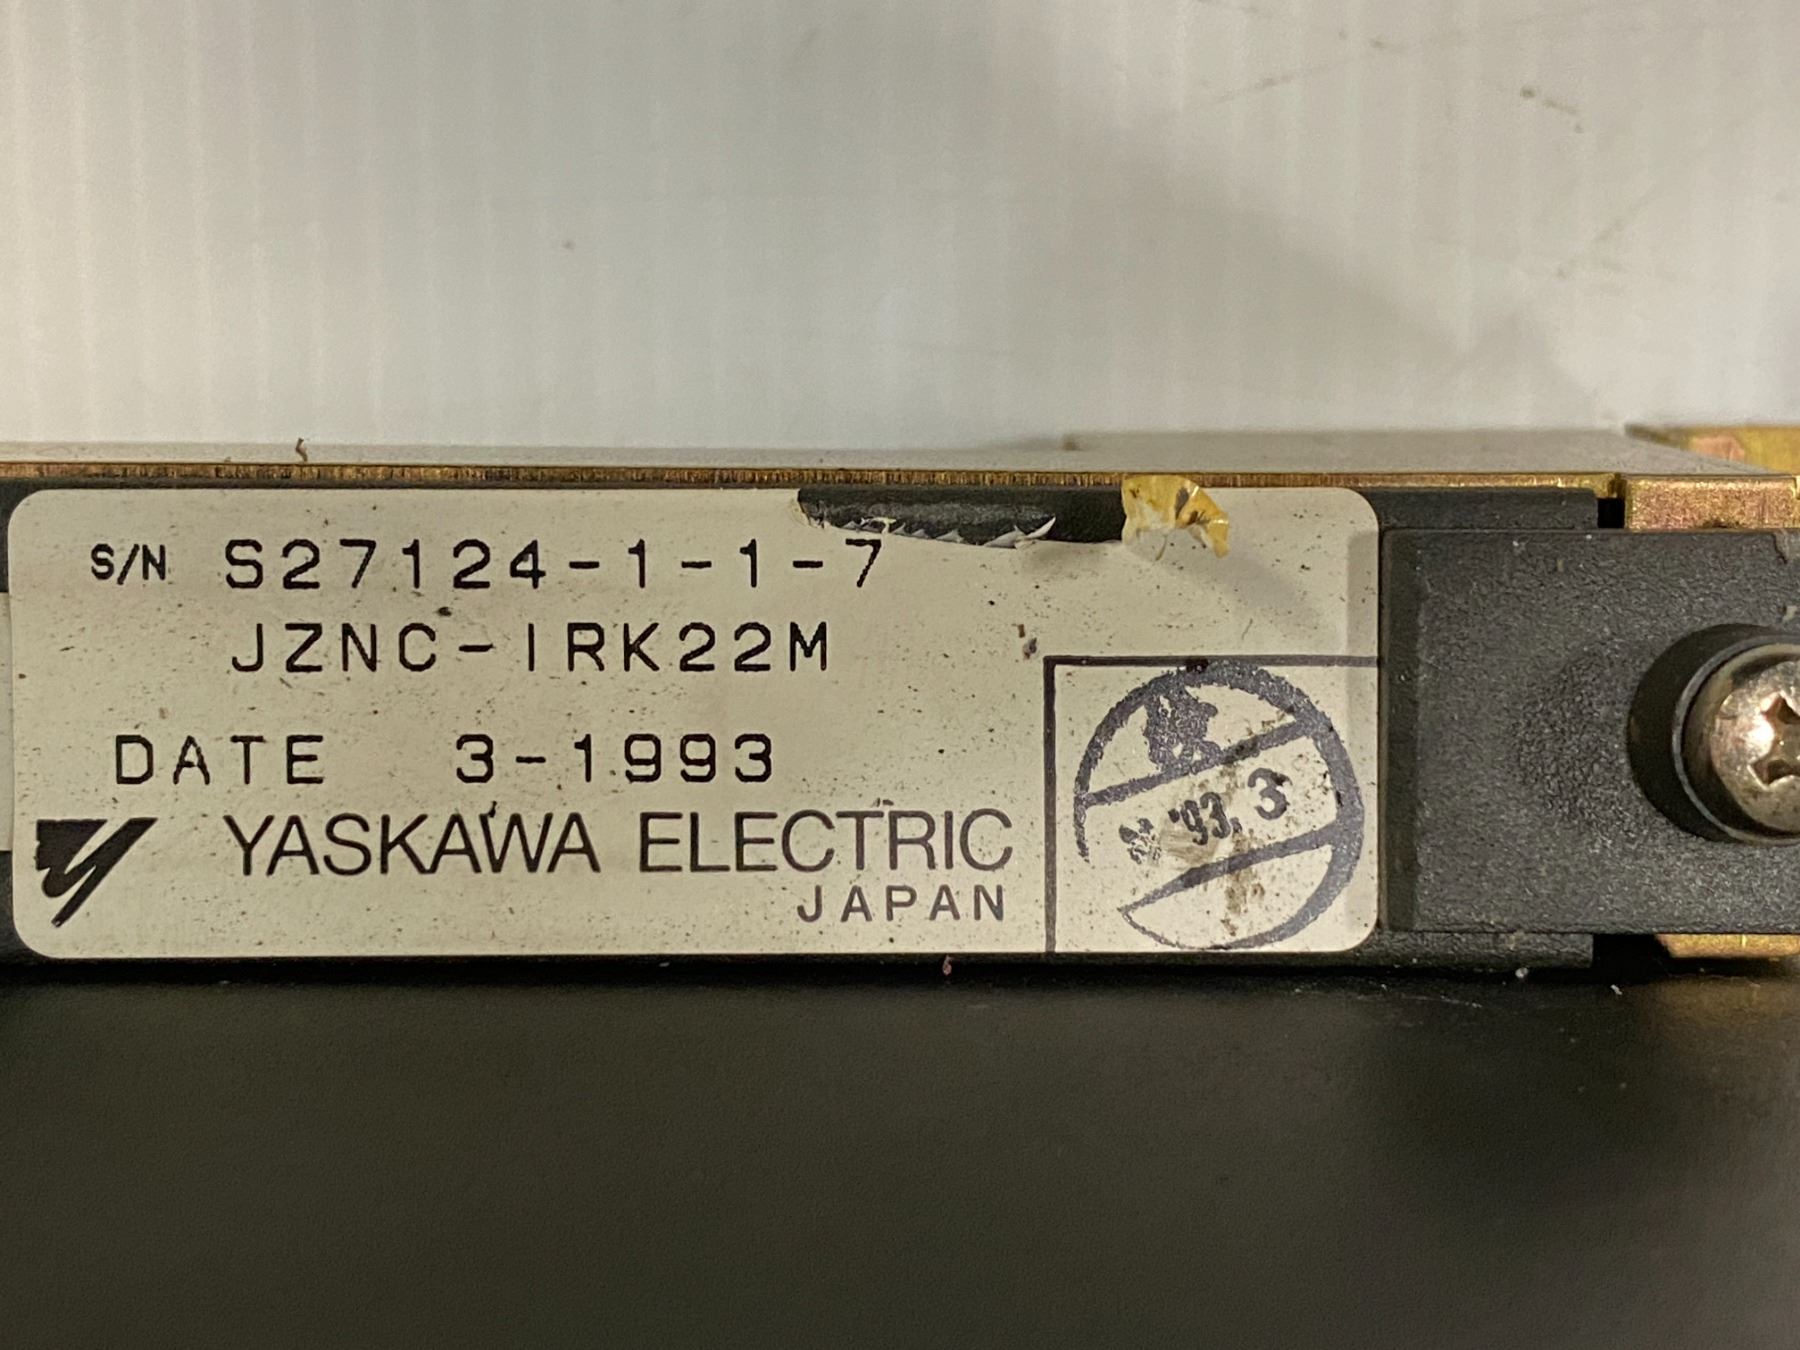 S/N S27124-1-1-7
JZNC-IRK22M
DATE 3-1993
YASKAWA ELECTRIC
JAPAN
'93.3